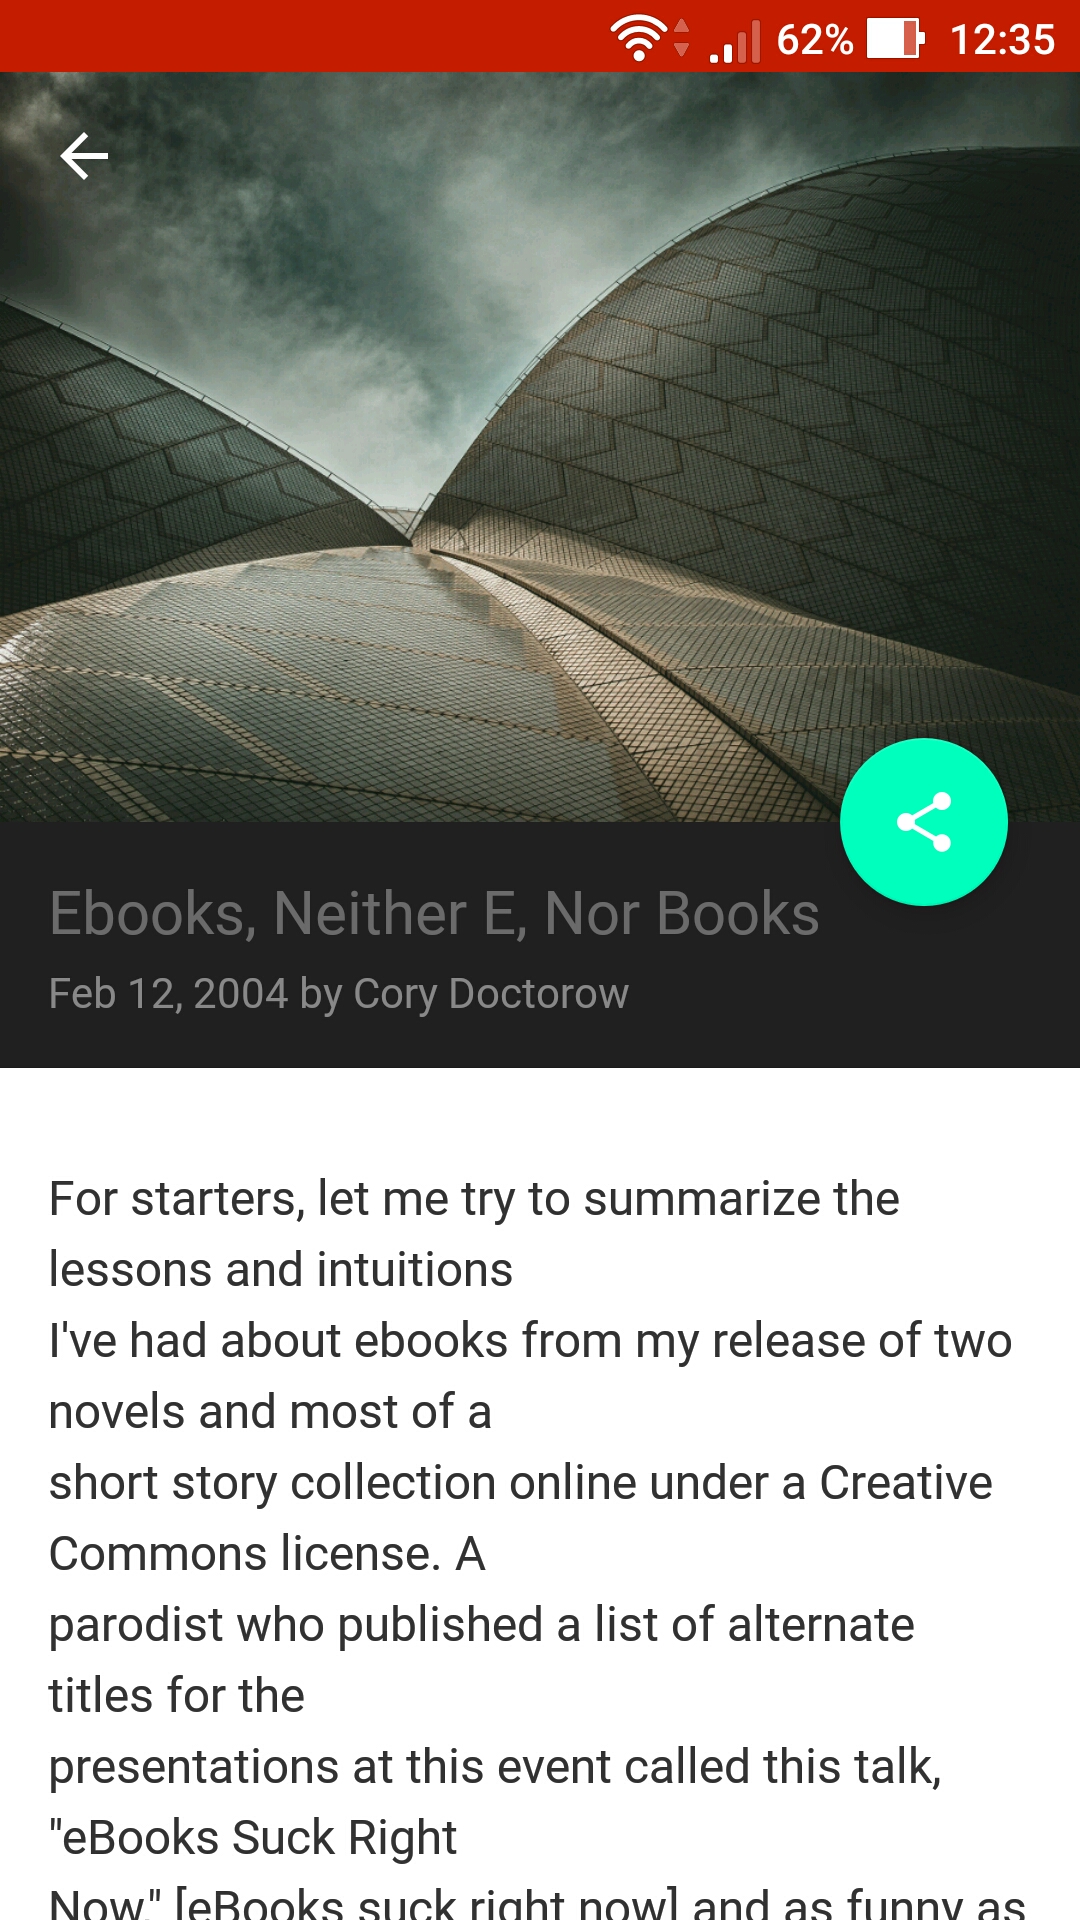 62% 12:35
Ebooks, Neither E, Nor Books
Feb 12, 2004 by Cory Doctorow
For starters, let me try to summarize the
lessons and intuitions
I've had about ebooks from my release of two
novels and most of a
short story collection online under a Creative
Commons license. A
parodist who published a list of alternate
titles for the
presentations at this event called this talk,
"eBooks Suck Right
Now," [eBooks suck right now] and as funny as